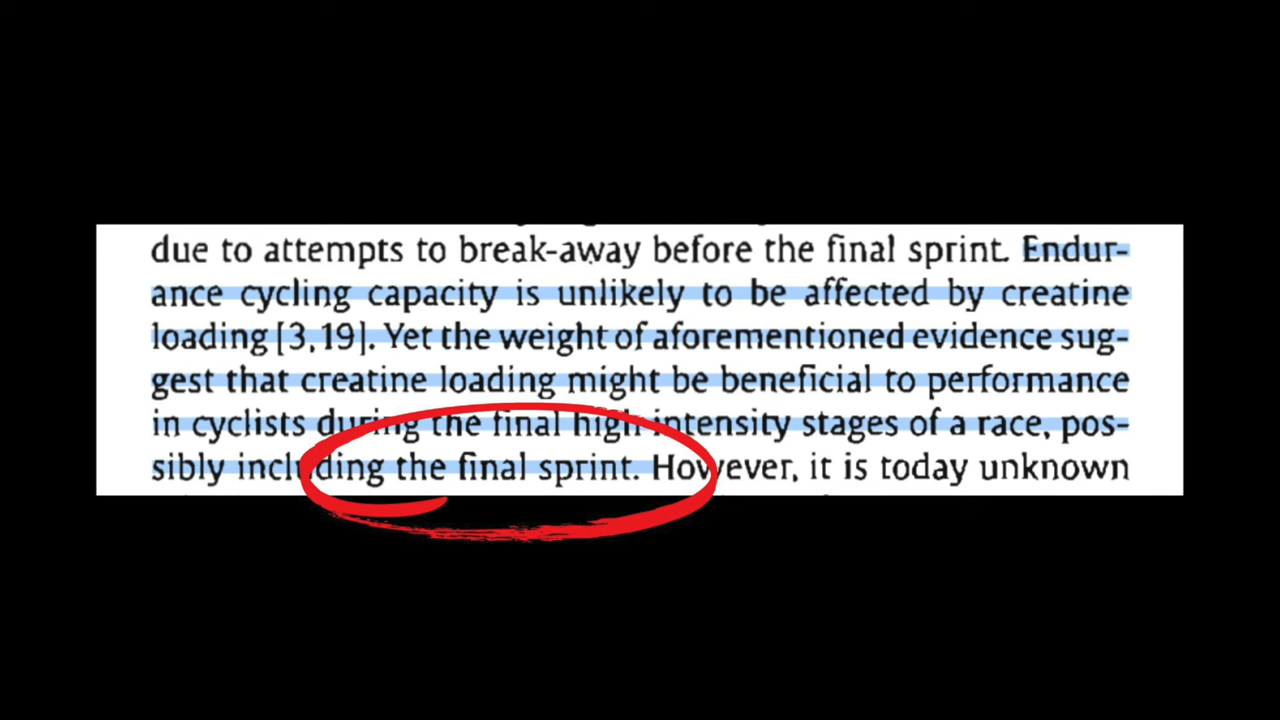 due to attempts to break-away before the final sprint. Endur-
ance cycling capacity is unlikely to be affected by creatine
loading [3,19]. Yet the weight of aforementioned evidence sug-
gest that creatine loading might be beneficial to performance
in cyclists during the final high intensity stages of a race, pos-
sibly including the final sprint. However, it is today unknown